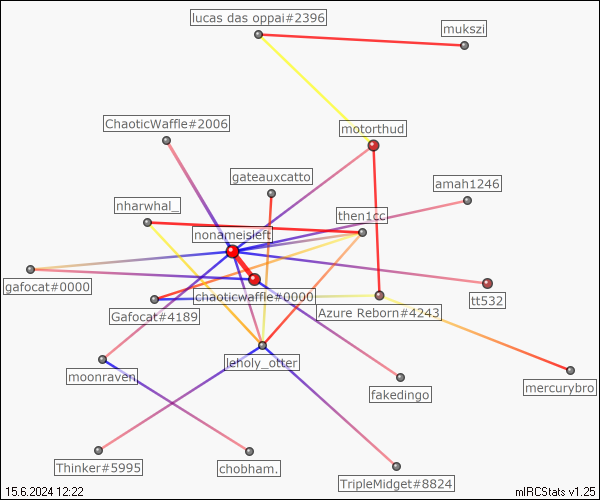 lucas das oppai#2396
mukszi
ChaoticWaffle#2006
motorthud
gateauxcatto
amah1246
nharwhal_
then1cc
nonameisleft
gafocat#0000
chaoticwaffle#0000
tt532
Gafocat#4189
Azure Reborn#4243
leholy_otter
moonraven
mercurybro
fakedingo
Thinker#5995
chobham.
TripleMidget#8824
15.6.2024 12:22
mIRCStats v1.25